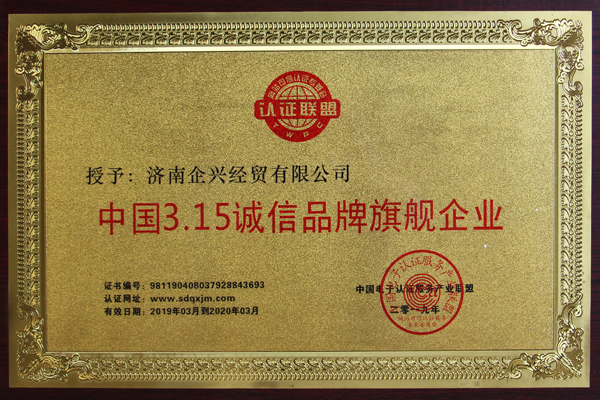 认证联盟
TWPC
授予：济南企兴经贸有限公司
中国3.15诚信品牌旗舰企业
证书编号：981190408037928843693
认证网址：www.sdqxjm.com
有效日期：2019年03月到2020年03月
中国电子认证服务产业联盟
二零一九年